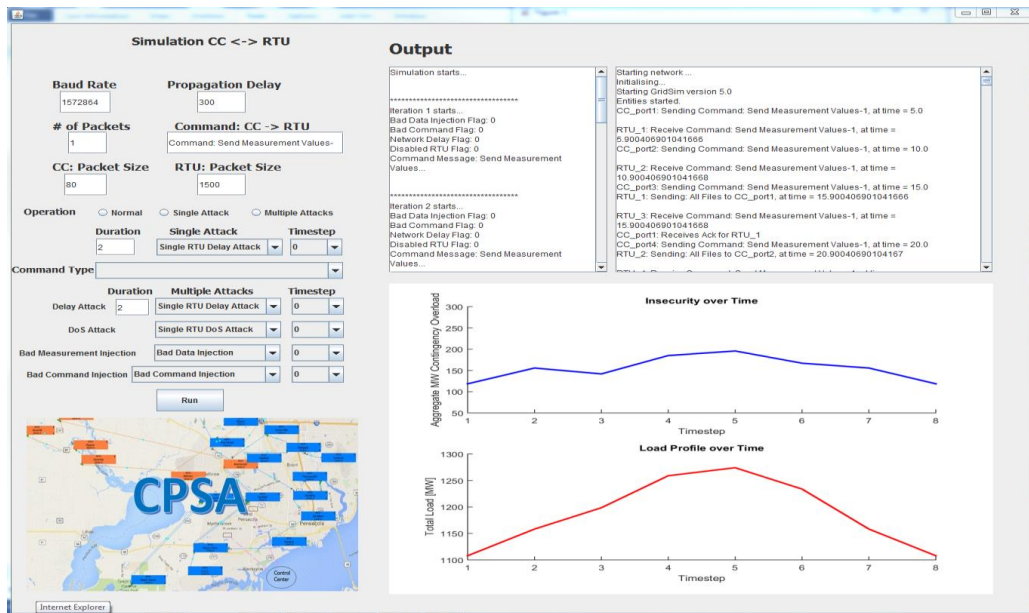 Simulation CC <-> RTU
Baud Rate
Propagation Delay
1572864
300
# of Packets
Command: CC -> RTU
1
Command: Send Measurement Values-
CC: Packet Size
RTU: Packet Size
80
1500
Operation
Normal
Single Attack
Multiple Attacks
Duration
Single Attack
Timestep
2
Single RTU Delay Attack
0
Command Type
Duration
Multiple Attacks
Timestep
Delay Attack
2
Single RTU Delay Attack
0
DoS Attack
Single RTU DoS Attack
0
Bad Measurement Injection
Bad Data Injection
0
Bad Command Injection
Bad Command Injection
0
Run
CPSA
Pensacola
Control
Center
Internet Explorer
Output
Simulation starts...
**********************************
Iteration 1 starts...
Bad Data Injection Flag: 0
Bad Command Flag: 0
Network Delay Flag: 0
Disabled RTU Flag: 0
Command Message: Send Measurement
Values...
**********************************
Iteration 2 starts...
Bad Data Injection Flag: 0
Bad Command Flag: 0
Network Delay Flag: 0
Disabled RTU Flag: 0
Command Message: Send Measurement
Values...
Starting network ...
Initialising...
Starting GridSim version 5.0
Entities started.
CC_port1: Sending Command: Send Measurement Values-1, at time = 5.0
RTU_1: Receive Command: Send Measurement Values-1, at time =
5.900406901041666
CC_port2: Sending Command: Send Measurement Values-1, at time = 10.0
RTU_2: Receive Command: Send Measurement Values-1, at time =
10.900406901041668
CC_port3: Sending Command: Send Measurement Values-1, at time = 15.0
RTU_1: Sending: All Files to CC_port1, at time = 15.900406901041666
RTU_3: Receive Command: Send Measurement Values-1, at time =
15.900406901041668
CC_port1: Receives Ack for RTU_1
CC_port4: Sending Command: Send Measurement Values-1, at time = 20.0
RTU_2: Sending: All Files to CC_port2, at time = 20.90040690104167
Insecurity over Time
Aggregate MW Contingency Overload
300
250
200
150
100
50
1 2 3 4 5 6 7 8
Timestep
Load Profile over Time
Total Load [MW]
1300
1250
1200
1150
1100
1 2 3 4 5 6 7 8
Timestep